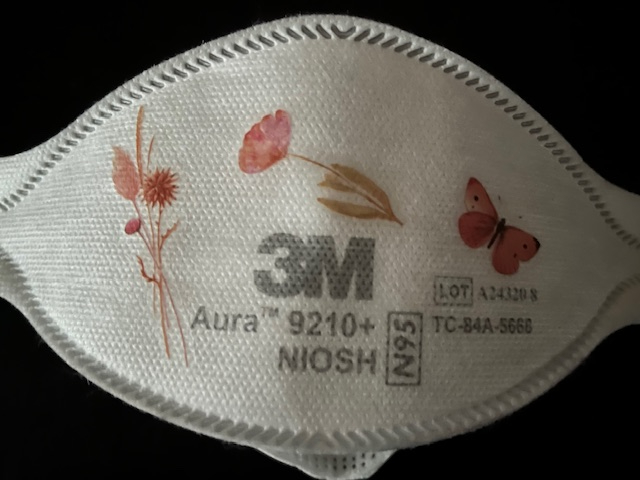 3M
LOT A24320 8
Aura™ 9210+
TC-84A-5666
NIOSH
N95